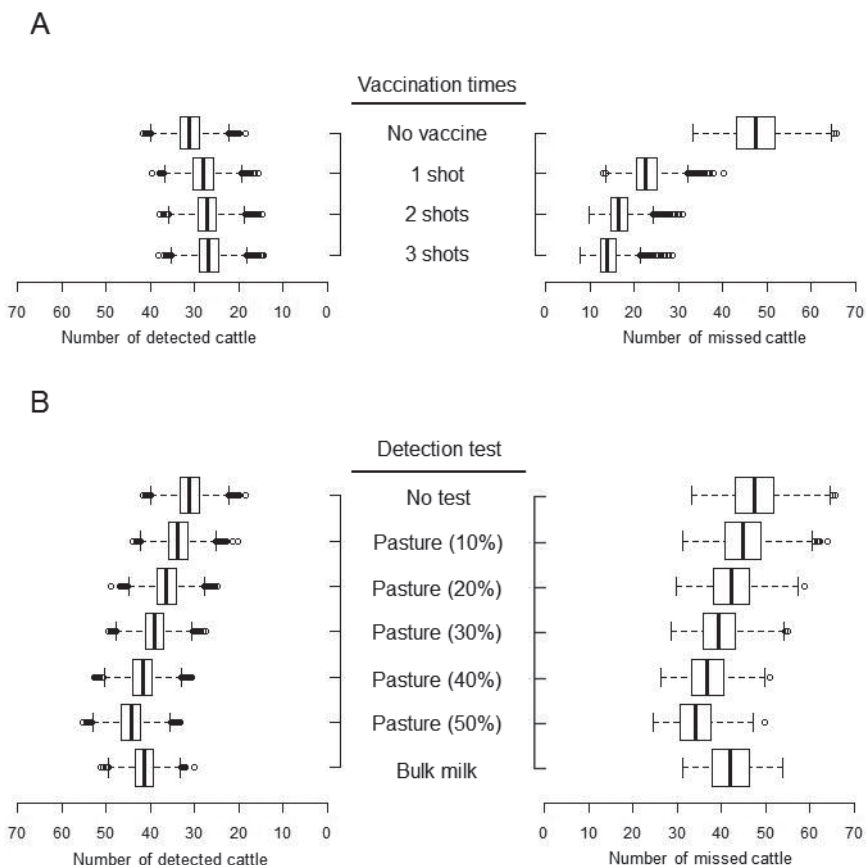 A
Vaccination times
No vaccine
1 shot
2 shots
3 shots
70 60 50 40 30 20 10 0
Number of detected cattle
0 10 20 30 40 50 60 70
Number of missed cattle
B
Detection test
No test
Pasture (10%)
Pasture (20%)
Pasture (30%)
Pasture (40%)
Pasture (50%)
Bulk milk
70 60 50 40 30 20 10 0
Number of detected cattle
0 10 20 30 40 50 60 70
Number of missed cattle